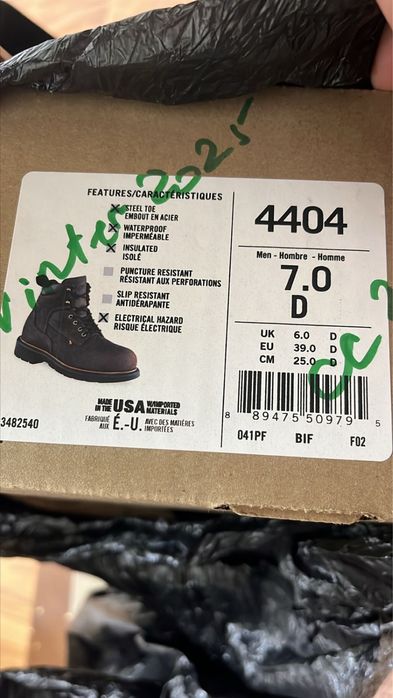 winter 2025
FEATURES/CARACTÉRISTIQUES
STEEL TOE
EMBOUT EN ACIER
WATERPROOF
IMPERMÉABLE
INSULATED
ISOLÉ
PUNCTURE RESISTANT
RÉSISTANT AUX PERFORATIONS
SLIP RESISTANT
ANTIDÉRAPANTE
ELECTRICAL HAZARD
RISQUE ÉLECTRIQUE
MADE IN THE USA W/IMPORTED MATERIALS
FABRIQUÉ AUX É.-U. AVEC DES MATIÈRES IMPORTÉES
3482540
4404
Men - Hombre - Homme
7.0
D
UK 6.0 D
EU 39.0 D
CM 25.0 D
8 89475 50979 5
041PF BIF F02